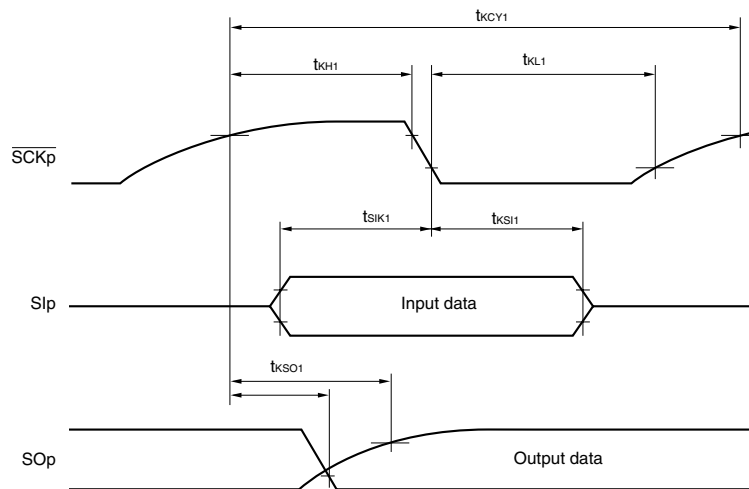 tKCY1
tKH1
tKL1
SCKp
tSIK1
tKSI1
SIp
Input data
tKSO1
SOp
Output data